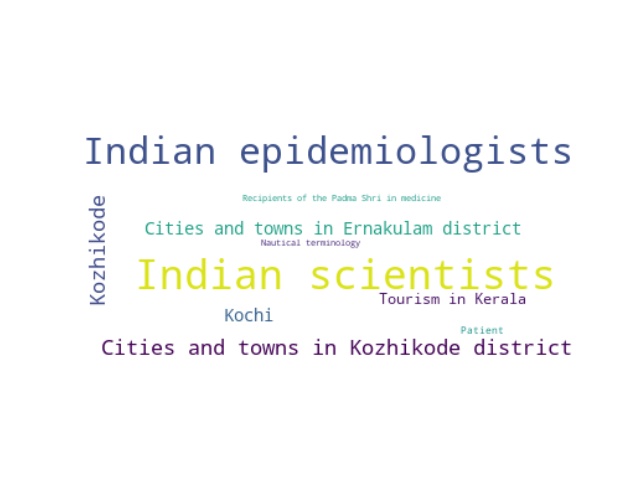 Indian epidemiologists
Recipients of the Padma Shri in medicine
Kozhikode
Cities and towns in Ernakulam district
Nautical terminology
Indian scientists
Tourism in Kerala
Kochi
Patient
Cities and towns in Kozhikode district